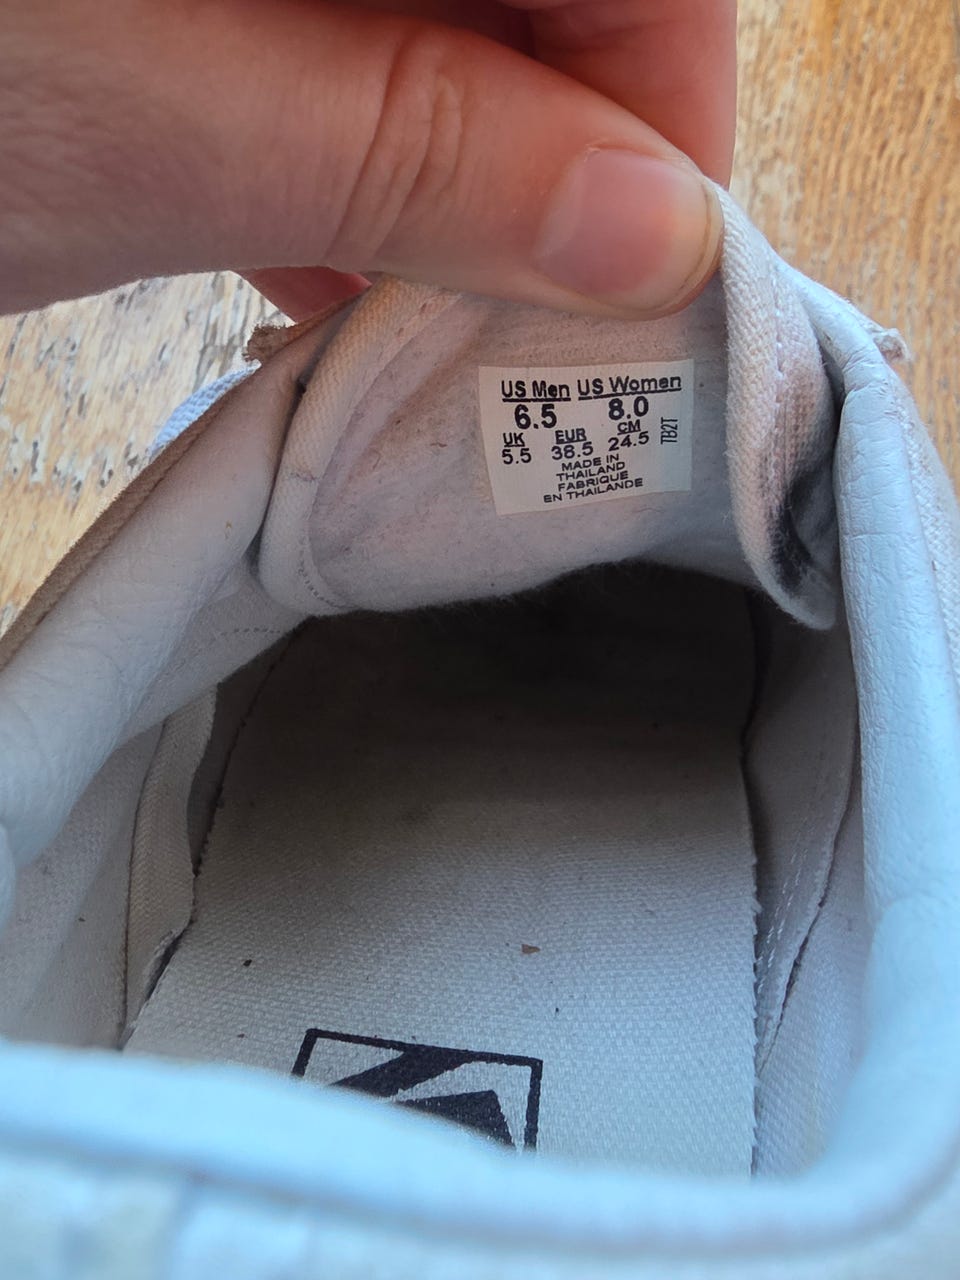 US Men US Women
6.5 8.0
UK EUR CM
5.5 38.5 24.5
MADE IN
THAILAND
FABRIQUE
EN THAILANDE
TB2T